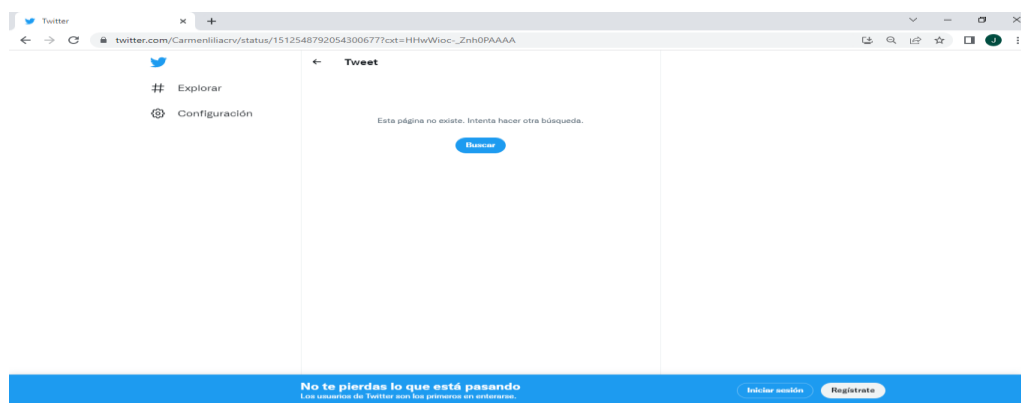 Twitter
twitter.com/Carmenliliacrv/status/1512548792054300677?cxt=HHwWioc-_Znh0PAAAA
J
Tweet
# Explorar
Configuración
Esta página no existe. Intenta hacer otra búsqueda.
Buscar
No te pierdas lo que está pasando
Los usuarios de Twitter son los primeros en enterarse.
Iniciar sesión
Regístrate